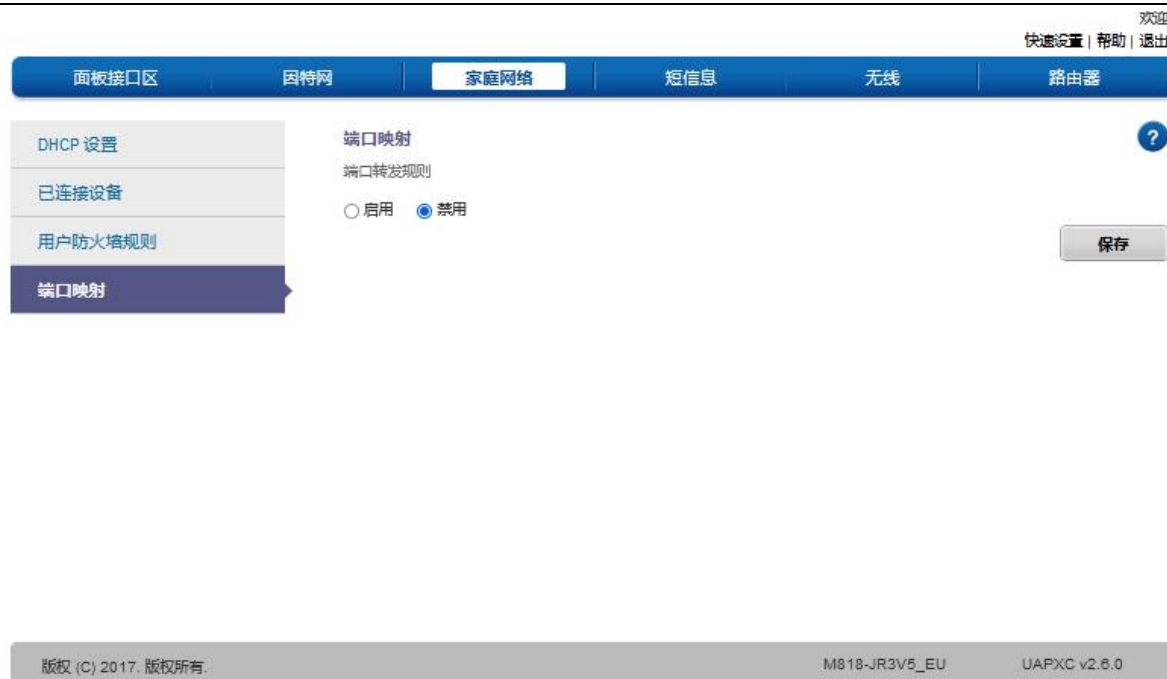 欢迎
快速设置 | 帮助 | 退出
面板接口区 因特网 家庭网络 短信息 无线 路由器
DHCP 设置
已连接设备
用户防火墙规则
端口映射
端口映射
?
端口转发规则
启用 禁用
保存
版权 (C) 2017. 版权所有. M818-JR3V5_EU UAPXC v2.6.0